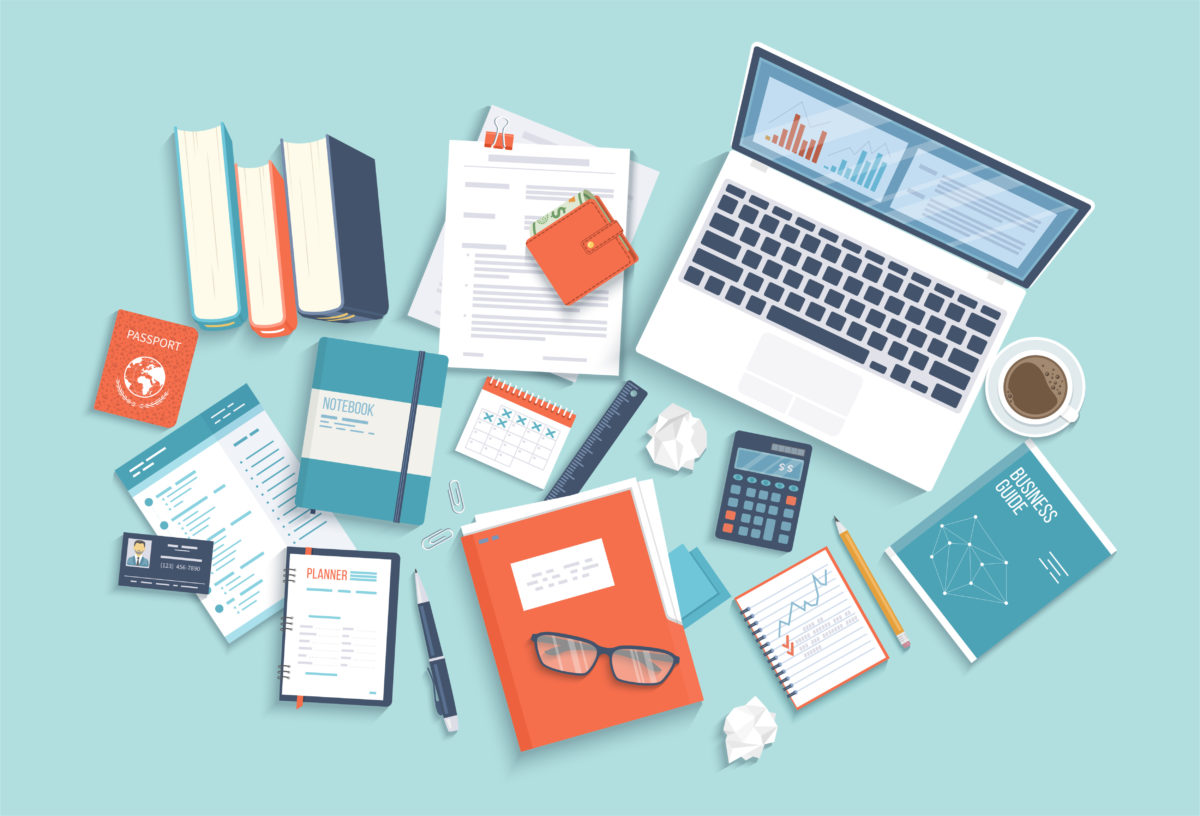 PASSPORT
NOTEBOOK
(123) 456-7890
PLANNER
$
$ $
BUSINESS
GUIDE